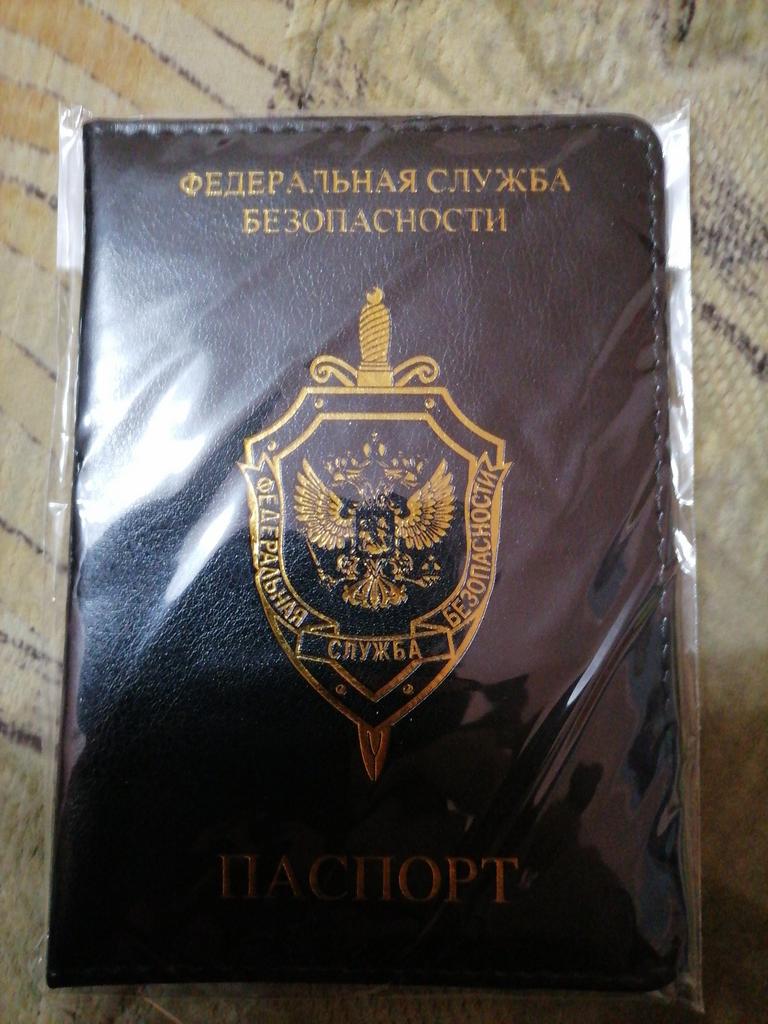 ФЕДЕРАЛЬНАЯ СЛУЖБА
БЕЗОПАСНОСТИ
ФЕДЕРАЛЬНАЯ
СЛУЖБА
БЕЗОПАСНОСТИ
ПАСПОРТ